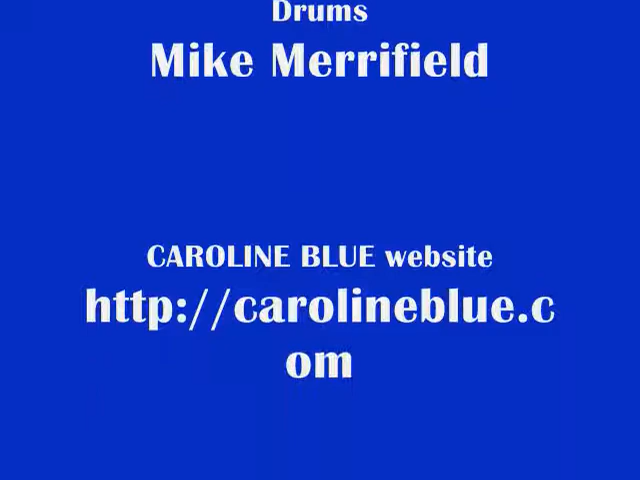 Drums
Mike Merrifield
CAROLINE BLUE website
http://carolineblue.c
om